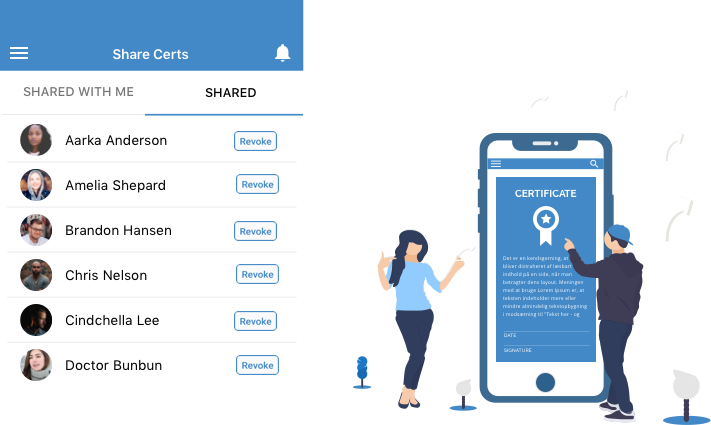 Share Certs
SHARED WITH ME
SHARED
Aarka Anderson
Revoke
Amelia Shepard
Revoke
Brandon Hansen
Revoke
Chris Nelson
Revoke
Cindchella Lee
Revoke
Doctor Bunbun
Revoke
CERTIFICATE
Det er en kendsgerning, at
bliver distraheret af læsbart
indhold på en side, når man
betragter dens layout. Meningen
med at bruge Lorem Ipsum er, at
teksten indeholder mere eller
mindre almindelig tekstopbygning
i modsætning til "Tekst her - og
DATE
SIGNATURE